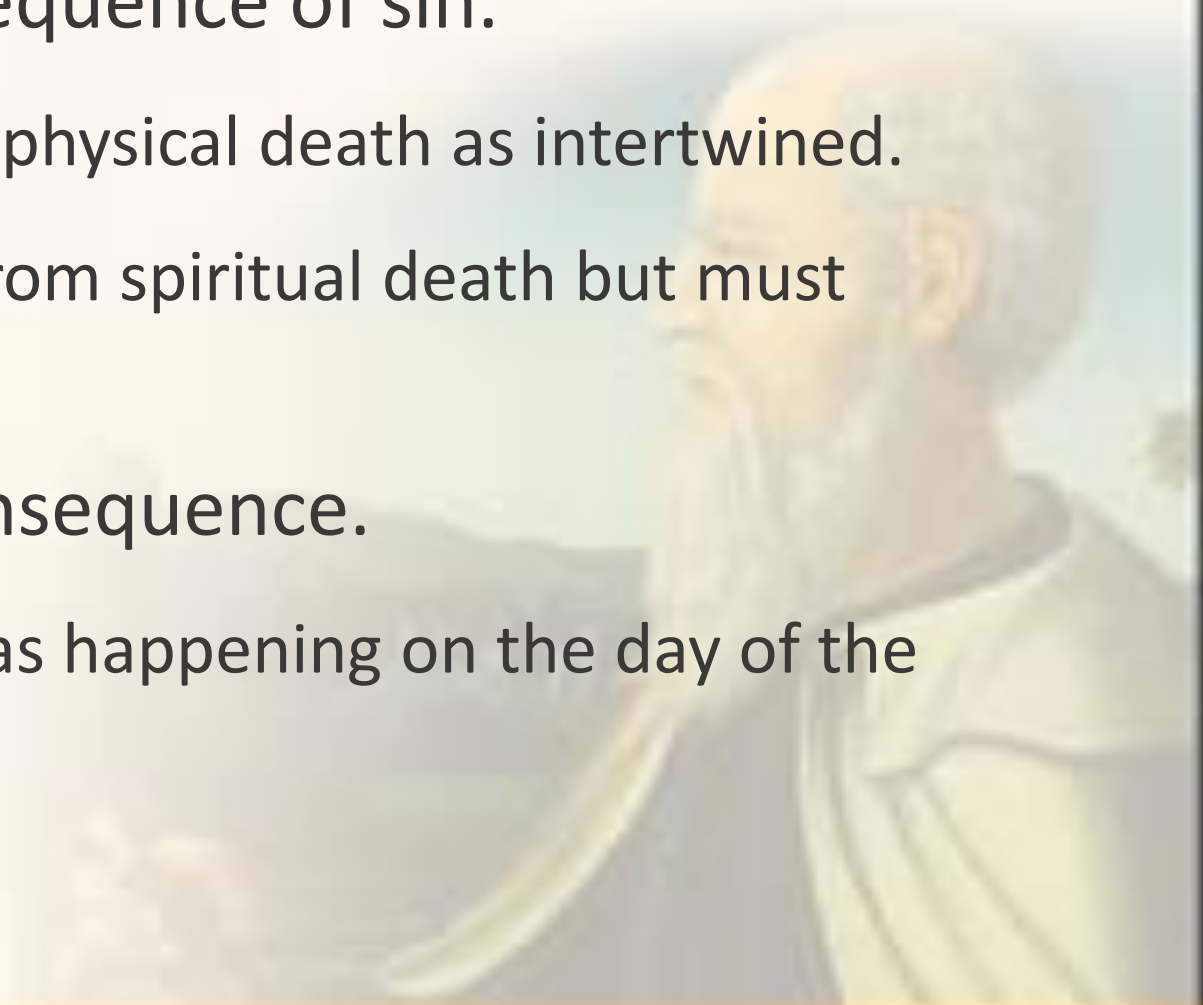 equence of sin.
physical death as intertwined.
rom spiritual death but must
nsequence.
as happening on the day of the